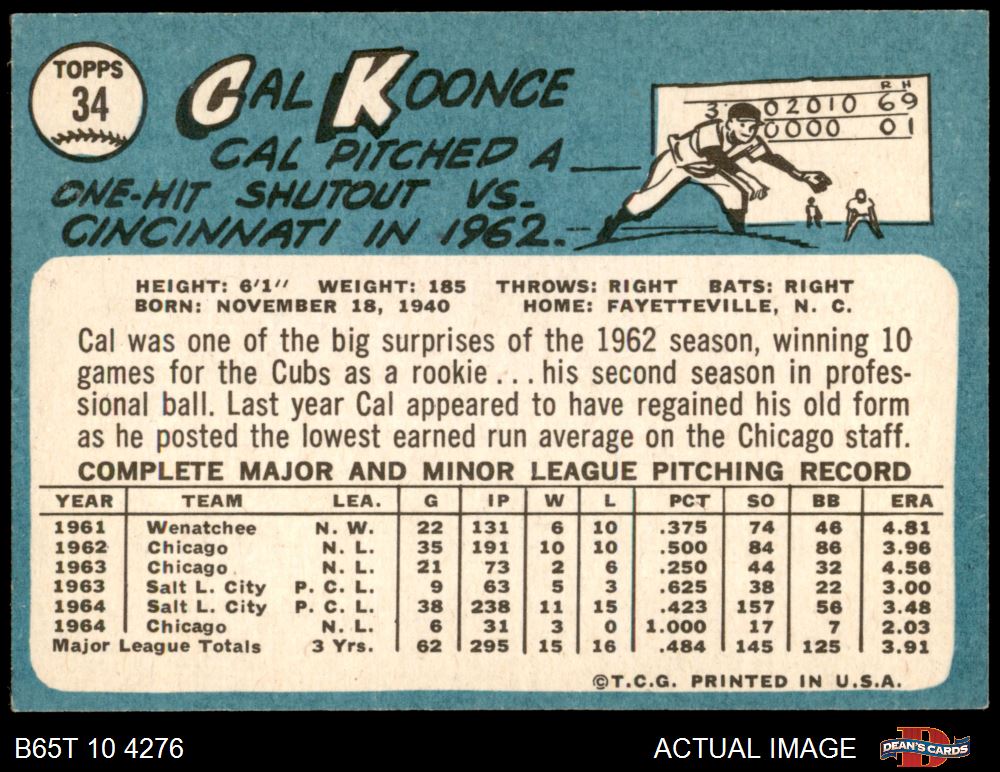 TOPPS
34
CAL KOONCE
CAL PITCHED A
ONE-HIT SHUTOUT VS.
CINCINNATI IN 1962.
R H
3 02010 69
0000 01
HEIGHT: 6'1" WEIGHT: 185 THROWS: RIGHT BATS: RIGHT
BORN: NOVEMBER 18, 1940 HOME: FAYETTEVILLE, N. C.
Cal was one of the big surprises of the 1962 season, winning 10
games for the Cubs as a rookie... his second season in profes-
sional ball. Last year Cal appeared to have regained his old form
as he posted the lowest earned run average on the Chicago staff.
COMPLETE MAJOR AND MINOR LEAGUE PITCHING RECORD
YEAR TEAM LEA. G IP W L PCT SO BB ERA
1961 Wenatchee N. W. 22 131 6 10 .375 74 46 4.81
1962 Chicago N. L. 35 191 10 10 .500 84 86 3.96
1963 Chicago N. L. 21 73 2 6 .250 44 32 4.56
1963 Salt L. City P. C. L. 9 63 5 3 .625 38 22 3.00
1964 Salt L. City P. C. L. 38 238 11 15 .423 157 56 3.48
1964 Chicago N. L. 6 31 3 0 1.000 17 7 2.03
Major League Totals 3 Yrs. 62 295 15 16 .484 145 125 3.91
©T.C.G. PRINTED IN U.S.A.
B65T 10 4276 ACTUAL IMAGE D DEAN'S CARDS